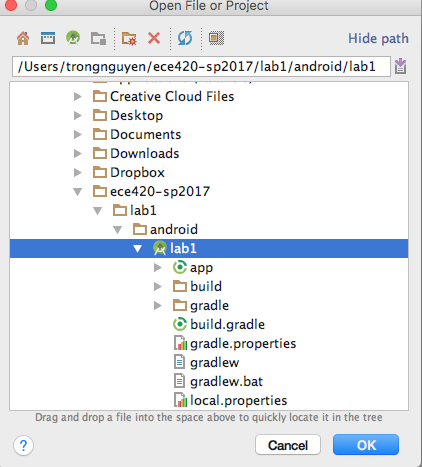 Open File or Project
Hide path
/Users/trongnguyen/ece420-sp2017/lab1/android/lab1
Creative Cloud Files
Desktop
Documents
Downloads
Dropbox
ece420-sp2017
lab1
android
lab1
app
build
gradle
build.gradle
gradle.properties
gradlew
gradlew.bat
local.properties
Drag and drop a file into the space above to quickly locate it in the tree
? Cancel OK